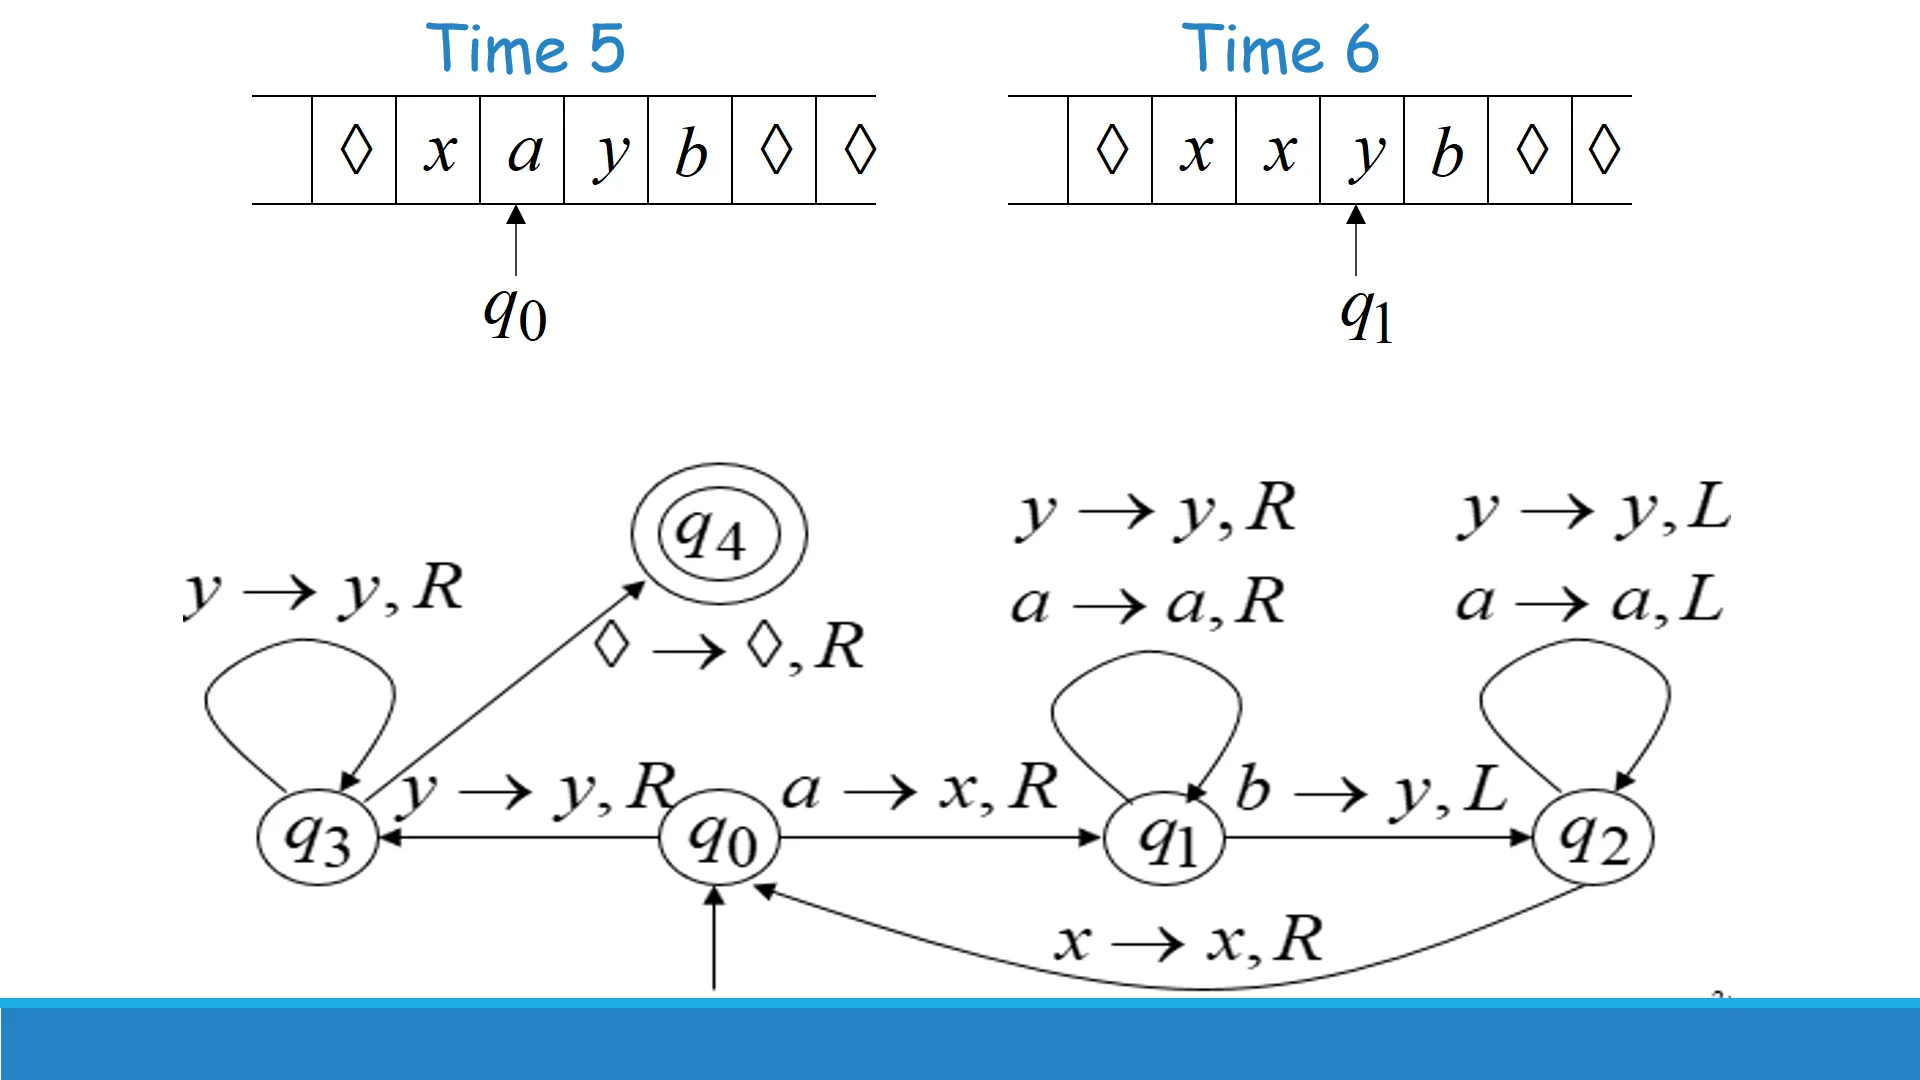 Time 5
Time 6
◊ x a y b ◊ ◊
◊ x x y b ◊ ◊
q0
q1
q4
y → y, R
y → y, L
y → y, R
a → a, R
a → a, L
◊ → ◊, R
y → y, R
a → x, R
b → y, L
q3
q0
q1
q2
x → x, R